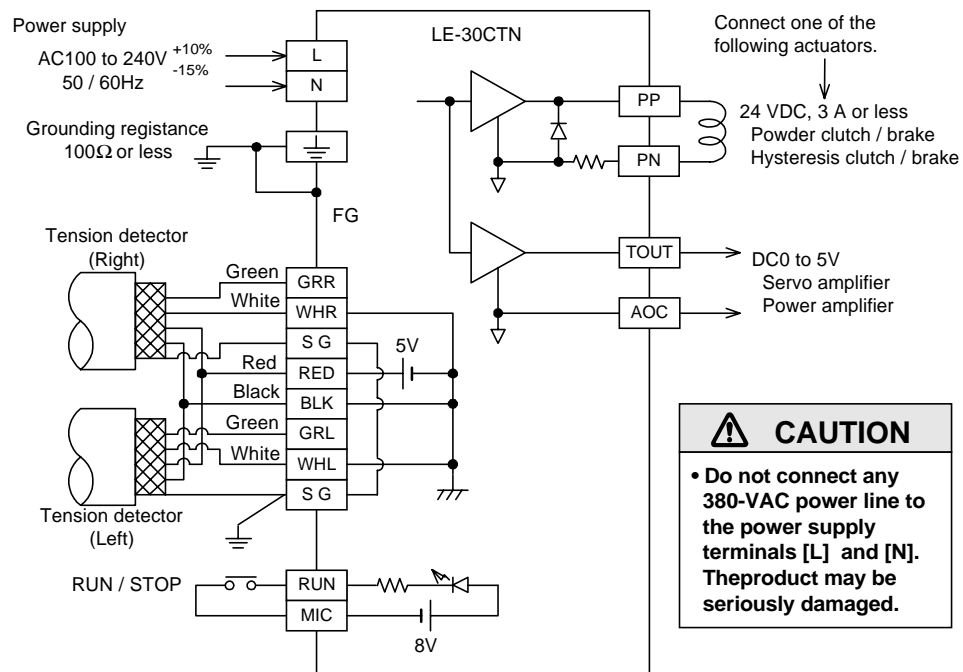 Power supply
AC100 to 240V +10%
-15%
50 / 60Hz
L
N
LE-30CTN
Connect one of the
following actuators.
Grounding registance
100Ω or less
FG
PP
PN
24 VDC, 3 A or less
Powder clutch / brake
Hysteresis clutch / brake
TOUT
AOC
DC0 to 5V
Servo amplifier
Power amplifier
Tension detector
(Right)
Green
GRR
White
WHR
S G
5V
Red
RED
Black
BLK
Green
GRL
White
WHL
S G
Tension detector
(Left)
RUN / STOP
RUN
MIC
8V
CAUTION
• Do not connect any
380-VAC power line to
the power supply
terminals [L] and [N].
Theproduct may be
seriously damaged.